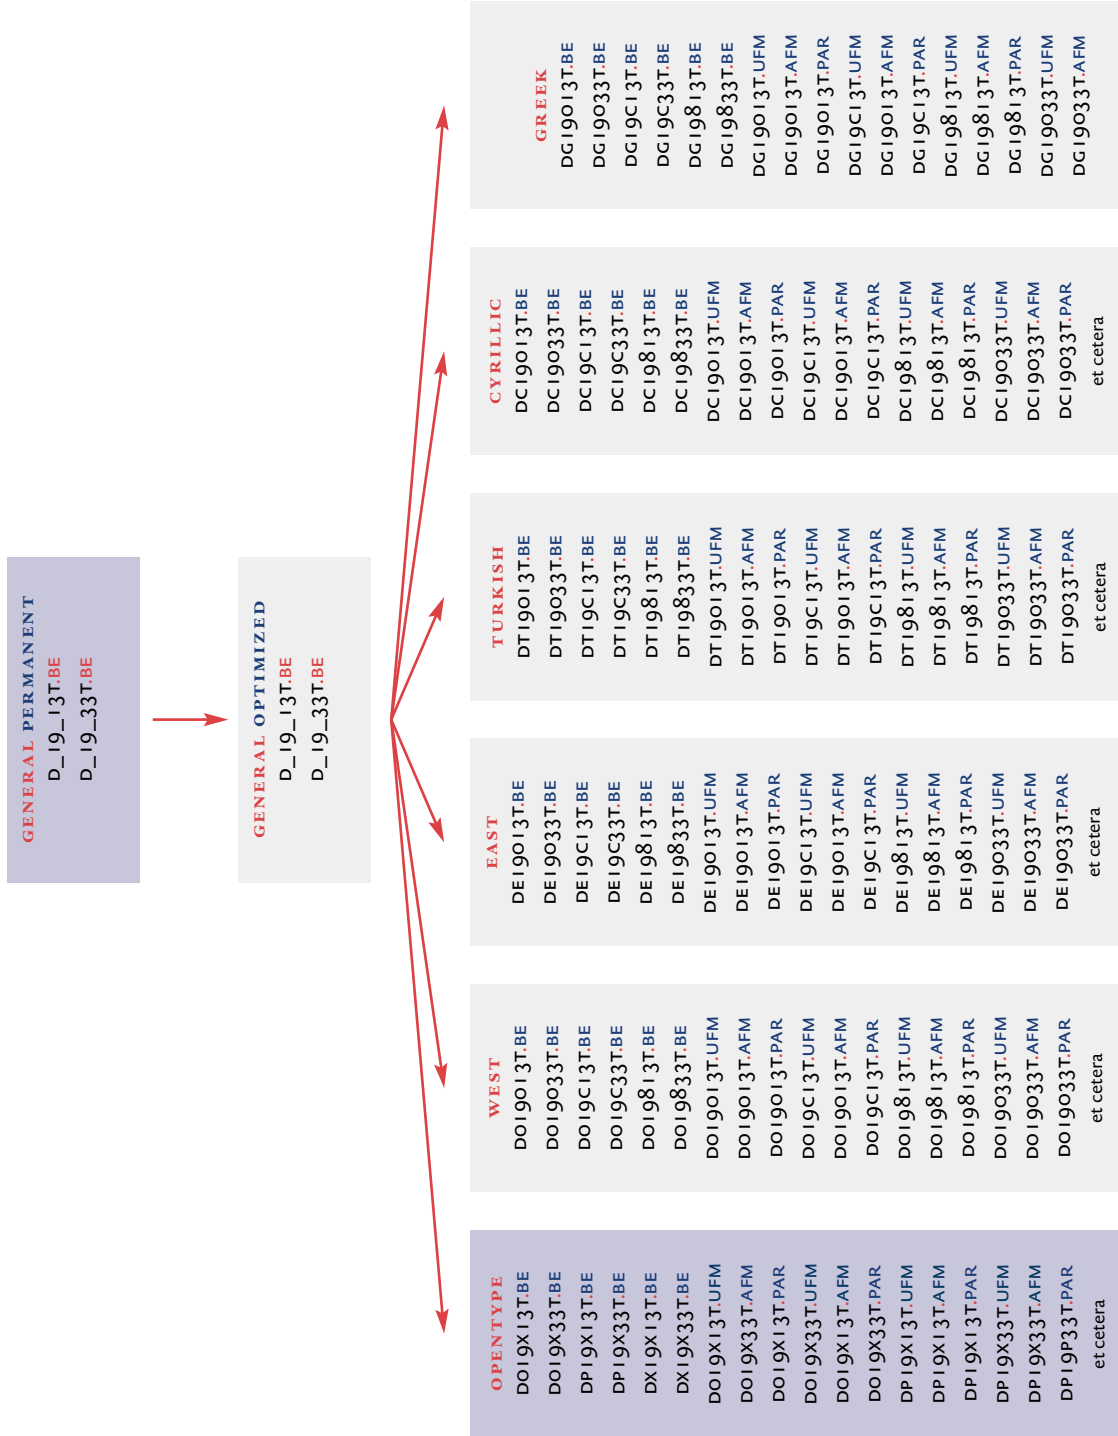 GENERAL PERMANENT
D_19_13T.BE
D_19_33T.BE
GENERAL OPTIMIZED
D_19_13T.BE
D_19_33T.BE
OPENTYPE
DO19X13T.BE
DO19X33T.BE
DP19X13T.BE
DP19X33T.BE
DX19X13T.BE
DX19X33T.BE
DO19X13T.UFM
DO19X33T.AFM
DO19X13T.PAR
DO19X33T.UFM
DO19X13T.AFM
DO19X33T.PAR
DP19X13T.UFM
DP19X13T.AFM
DP19X13T.PAR
DP19X33T.UFM
DP19X33T.AFM
DP19P33T.PAR
et cetera
WEST
DO19013T.BE
DO19033T.BE
DO19C13T.BE
DO19C33T.BE
DO19813T.BE
DO19833T.BE
DO19013T.UFM
DO19013T.AFM
DO19013T.PAR
DO19C13T.UFM
DO19013T.AFM
DO19C13T.PAR
DO19813T.UFM
DO19813T.AFM
DO19813T.PAR
DO19033T.UFM
DO19033T.AFM
DO19033T.PAR
et cetera
EAST
DE19013T.BE
DE19033T.BE
DE19C13T.BE
DE19C33T.BE
DE19813T.BE
DE19833T.BE
DE19013T.UFM
DE19013T.AFM
DE19013T.PAR
DE19C13T.UFM
DE19013T.AFM
DE19C13T.PAR
DE19813T.UFM
DE19813T.AFM
DE19813T.PAR
DE19033T.UFM
DE19033T.AFM
DE19033T.PAR
et cetera
TURKISH
DT19013T.BE
DT19033T.BE
DT19C13T.BE
DT19C33T.BE
DT19813T.BE
DT19833T.BE
DT19013T.UFM
DT19013T.AFM
DT19013T.PAR
DT19C13T.UFM
DT19013T.AFM
DT19C13T.PAR
DT19813T.UFM
DT19813T.AFM
DT19813T.PAR
DT19033T.UFM
DT19033T.AFM
DT19033T.PAR
et cetera
CYRILLIC
DC19013T.BE
DC19033T.BE
DC19C13T.BE
DC19C33T.BE
DC19813T.BE
DC19833T.BE
DC19013T.UFM
DC19013T.AFM
DC19013T.PAR
DC19C13T.UFM
DC19013T.AFM
DC19C13T.PAR
DC19813T.UFM
DC19813T.AFM
DC19813T.PAR
DC19033T.UFM
DC19033T.AFM
DC19033T.PAR
et cetera
GREEK
DG19013T.BE
DG19033T.BE
DG19C13T.BE
DG19C33T.BE
DG19813T.BE
DG19833T.BE
DG19013T.UFM
DG19013T.AFM
DG19013T.PAR
DG19C13T.UFM
DG19013T.AFM
DG19C13T.PAR
DG19813T.UFM
DG19813T.AFM
DG19813T.PAR
DG19033T.UFM
DG19033T.AFM